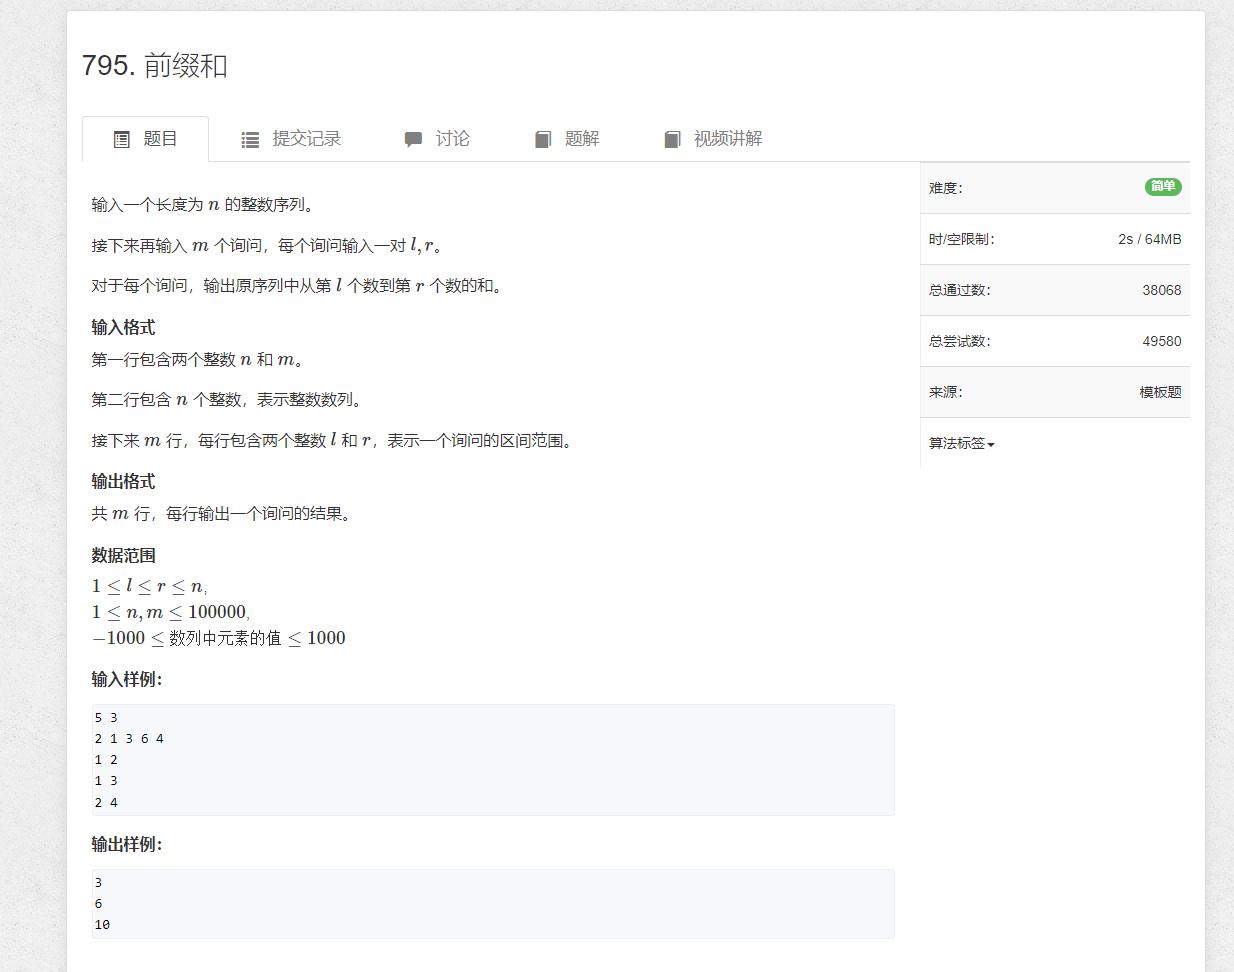 795. 前缀和
题目 提交记录 讨论 题解 视频讲解
输入一个长度为 n 的整数序列。
接下来再输入 m 个询问，每个询问输入一对 l, r。
对于每个询问，输出原序列中从第 l 个数到第 r 个数的和。
输入格式
第一行包含两个整数 n 和 m。
第二行包含 n 个整数，表示整数数列。
接下来 m 行，每行包含两个整数 l 和 r，表示一个询问的区间范围。
输出格式
共 m 行，每行输出一个询问的结果。
数据范围
1 ≤ l ≤ r ≤ n,
1 ≤ n, m ≤ 100000,
−1000 ≤ 数列中元素的值 ≤ 1000
输入样例：
5 3
2 1 3 6 4
1 2
1 3
2 4
输出样例：
3
6
10
难度： 简单
时/空限制： 2s / 64MB
总通过数： 38068
总尝试数： 49580
来源： 模板题
算法标签